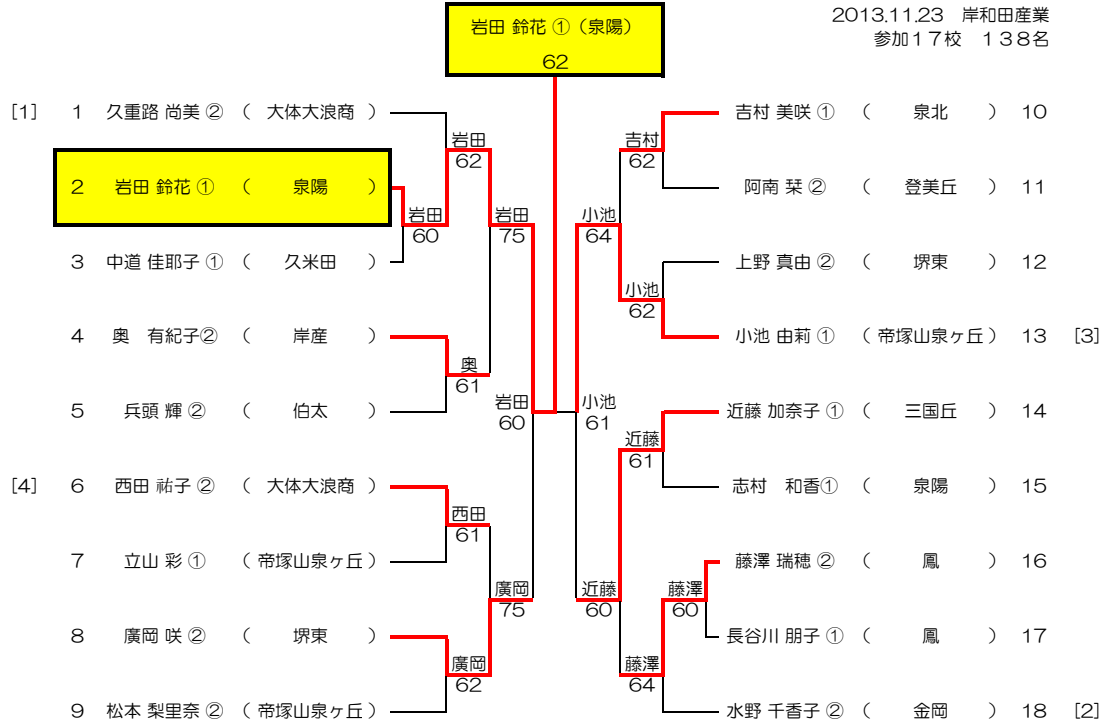 2013.11.23 岸和田産業
参加17校 138名
岩田 鈴花 ① (泉陽)
62
[1] 1 久重路 尚美 ② ( 大体大浪商 )
2 岩田 鈴花 ① ( 泉陽 )
3 中道 佳耶子 ① ( 久米田 )
4 奥 有紀子② ( 岸産 )
5 兵頭 輝 ② ( 伯太 )
[4] 6 西田 祐子 ② ( 大体大浪商 )
7 立山 彩 ① ( 帝塚山泉ヶ丘 )
8 廣岡 咲 ② ( 堺東 )
9 松本 梨里奈 ② ( 帝塚山泉ヶ丘 )
岩田
60
岩田
62
奥
61
西田
61
廣岡
62
岩田
75
廣岡
75
岩田
60
小池
61
小池
64
近藤
60
吉村
62
小池
62
近藤
61
藤澤
64
藤澤
60
吉村 美咲 ① ( 泉北 ) 10
阿南 栞 ② ( 登美丘 ) 11
上野 真由 ② ( 堺東 ) 12
小池 由莉 ① ( 帝塚山泉ヶ丘 ) 13 [3]
近藤 加奈子 ① ( 三国丘 ) 14
志村 和香① ( 泉陽 ) 15
藤澤 瑞穂 ② ( 鳳 ) 16
長谷川 朋子 ① ( 鳳 ) 17
水野 千香子 ② ( 金岡 ) 18 [2]